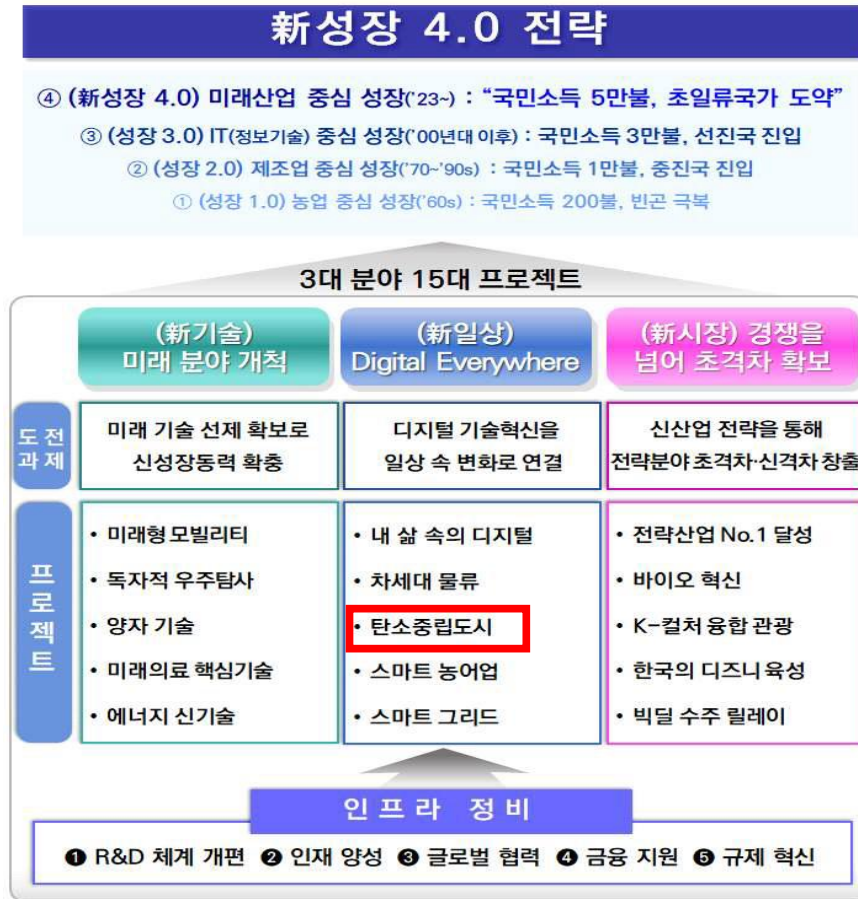 新성장 4.0 전략
④ (新성장 4.0) 미래산업 중심 성장('23~) : “국민소득 5만불, 초일류국가 도약”
③ (성장 3.0) IT(정보기술) 중심 성장('00년대 이후) : 국민소득 3만불, 선진국 진입
② (성장 2.0) 제조업 중심 성장('70~'90s) : 국민소득 1만불, 중진국 진입
① (성장 1.0) 농업 중심 성장('60s) : 국민소득 200불, 빈곤 극복
3대 분야 15대 프로젝트
(新기술)
미래 분야 개척
(新일상)
Digital Everywhere
(新시장) 경쟁을
넘어 초격차 확보
도전
과제
미래 기술 선제 확보로
신성장동력 확충
디지털 기술혁신을
일상 속 변화로 연결
신산업 전략을 통해
전략분야 초격차·신격차 창출
프로젝트
• 미래형 모빌리티
• 독자적 우주탐사
• 양자 기술
• 미래의료 핵심기술
• 에너지 신기술
• 내 삶 속의 디지털
• 차세대 물류
• 탄소중립도시
• 스마트 농어업
• 스마트 그리드
• 전략산업 No.1 달성
• 바이오 혁신
• K-컬처 융합 관광
• 한국의 디즈니 육성
• 빅딜 수주 릴레이
인프라 정비
❶ R&D 체계 개편 ❷ 인재 양성 ❸ 글로벌 협력 ❹ 금융 지원 ❺ 규제 혁신